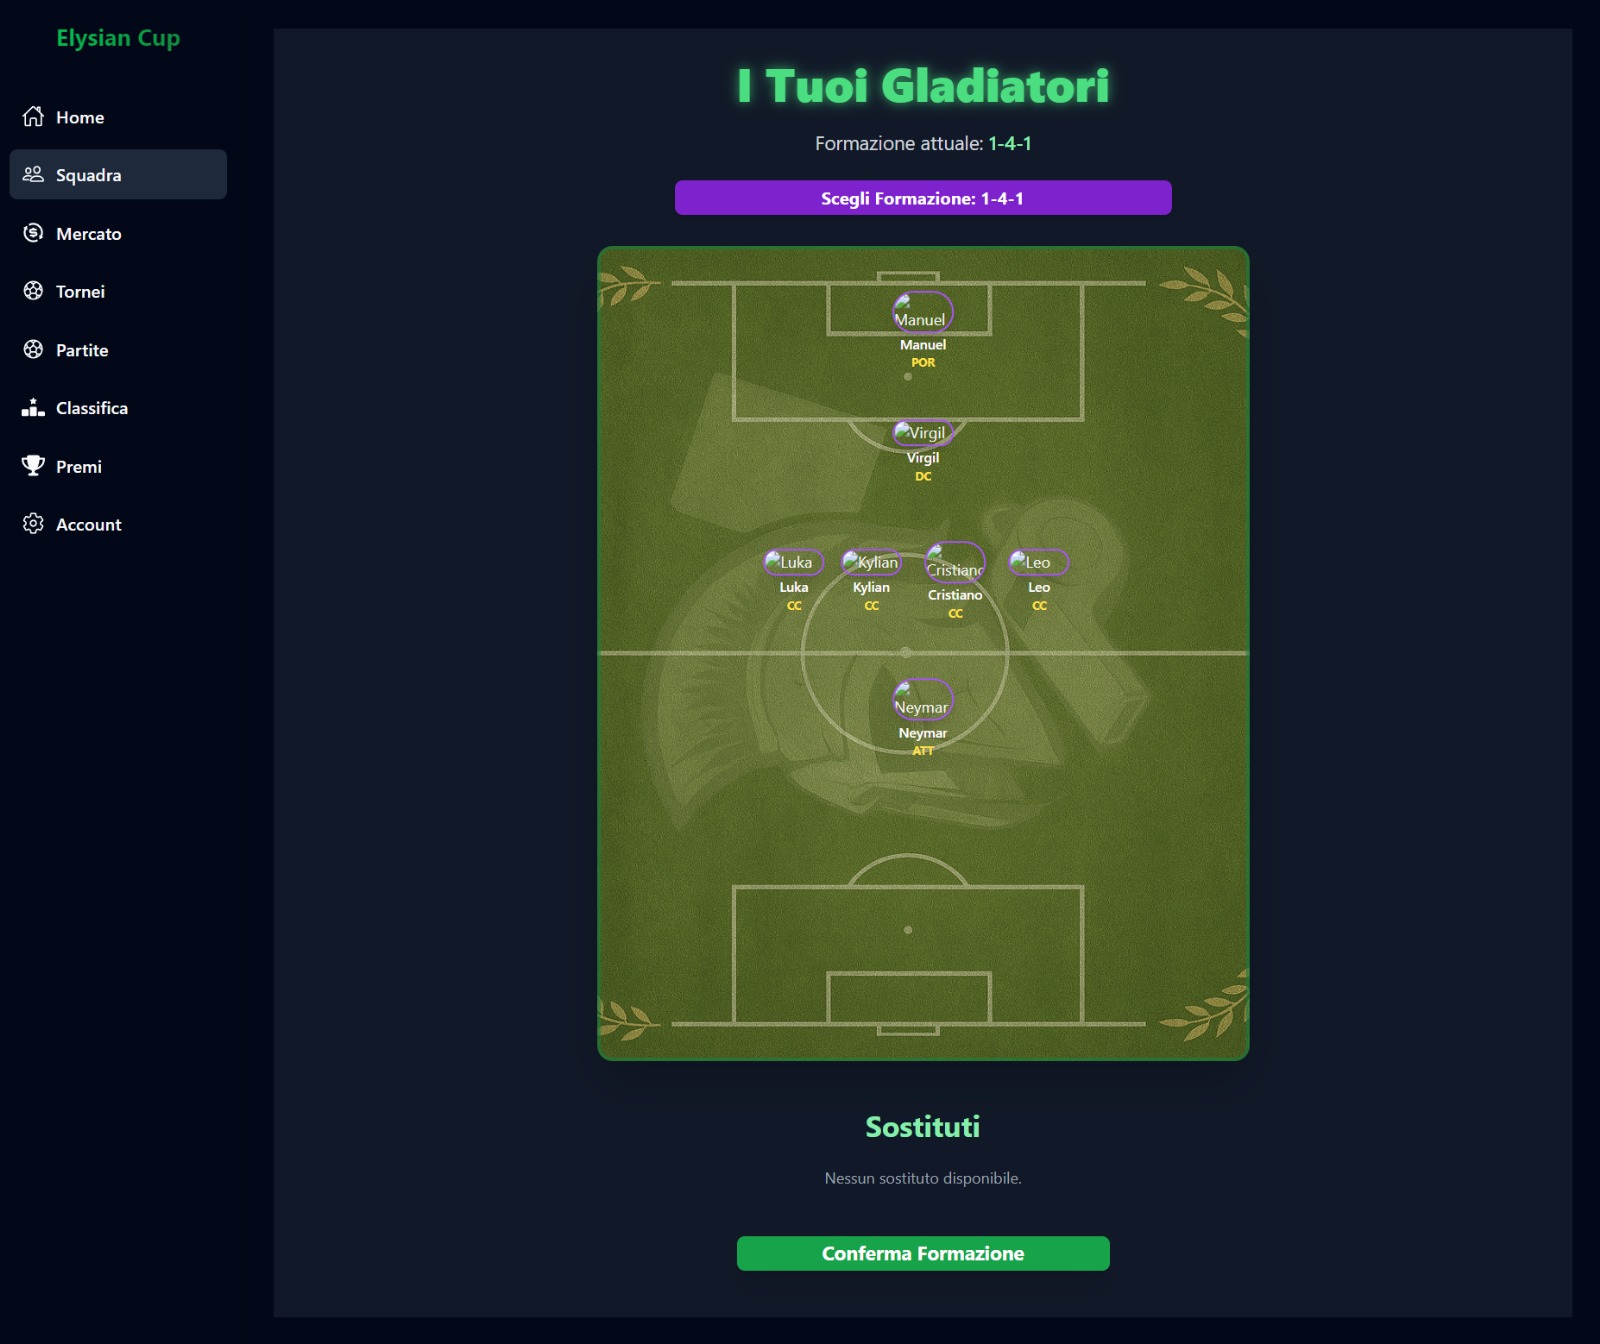 Elysian Cup
Home
Squadra
Mercato
Tornei
Partite
Classifica
Premi
Account
I Tuoi Gladiatori
Formazione attuale: 1-4-1
Scegli Formazione: 1-4-1
Manuel
Manuel
POR
Virgil
Virgil
DC
Luka
Luka
CC
Kylian
Kylian
CC
Cristiano
Cristiano
CC
Leo
Leo
CC
Neymar
Neymar
ATT
Sostituti
Nessun sostituto disponibile.
Conferma Formazione